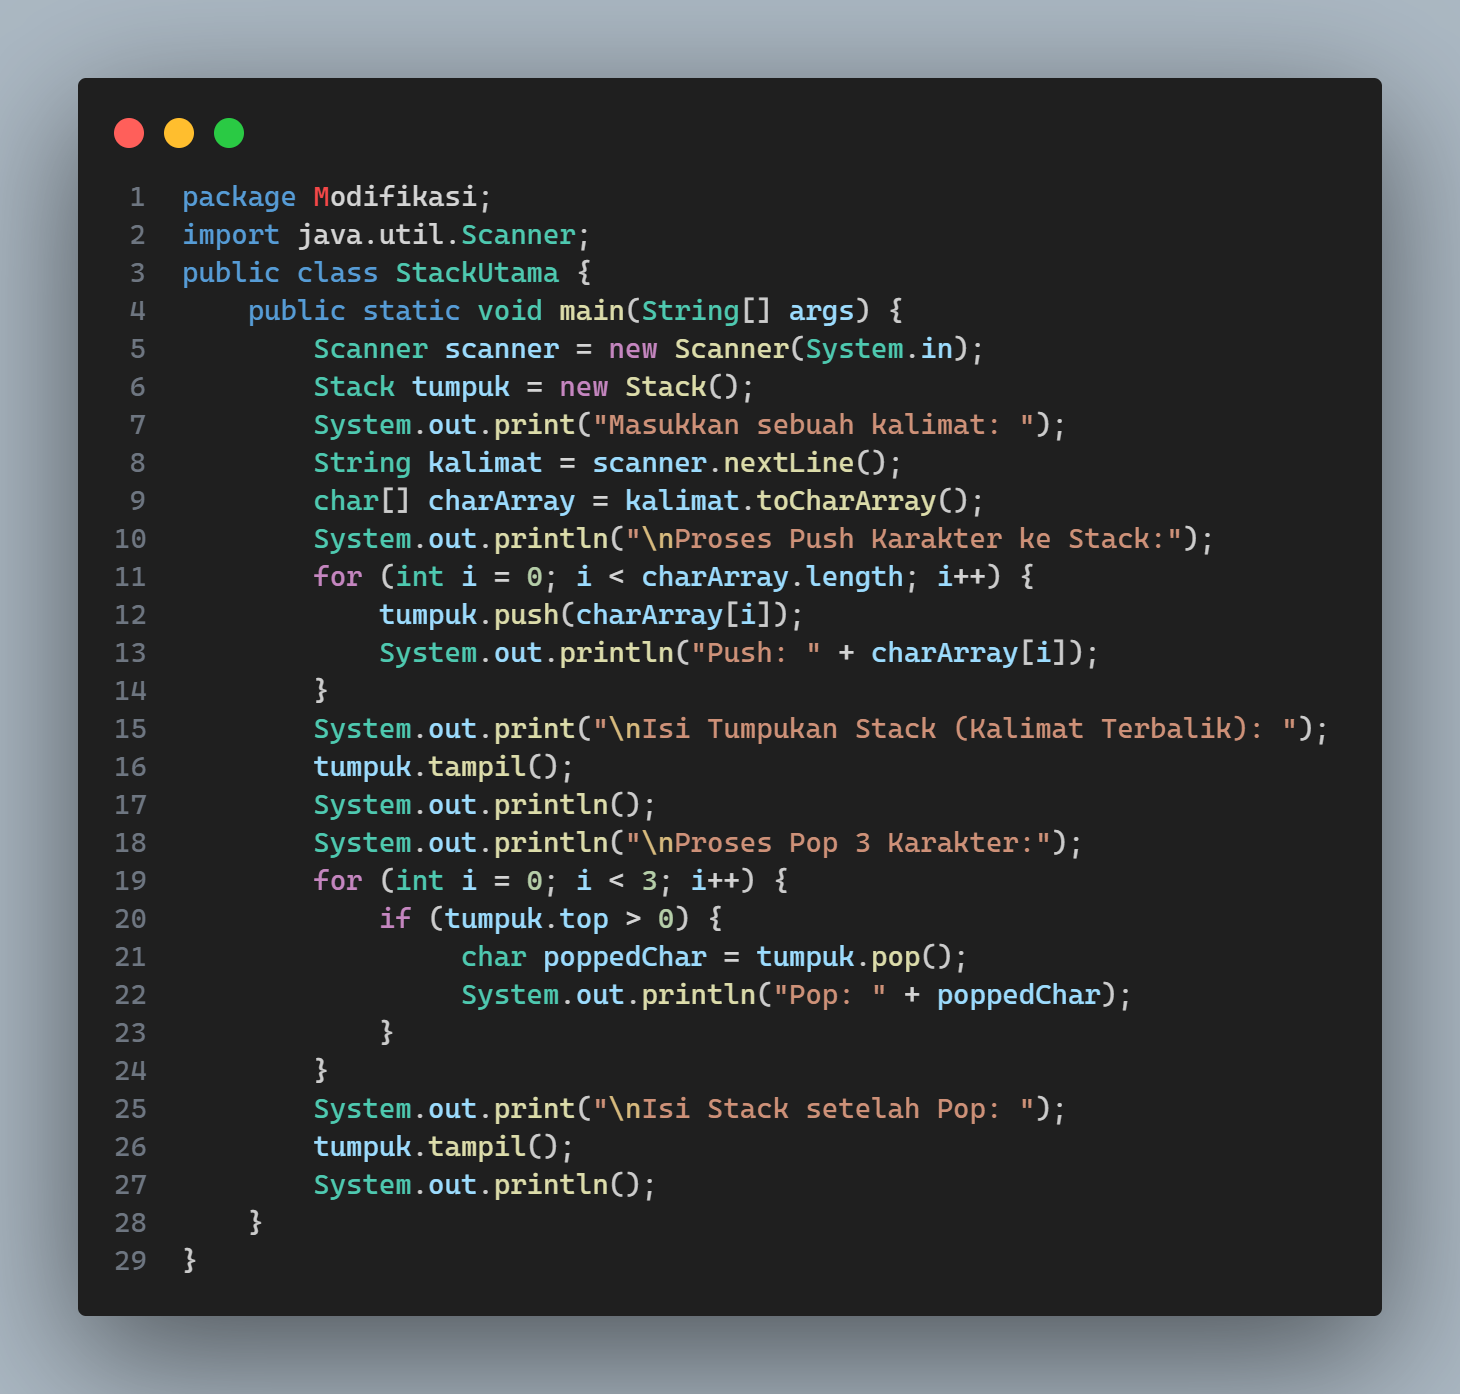 1 package Modifikasi;
2 import java.util.Scanner;
3 public class StackUtama {
4     public static void main(String[] args) {
5         Scanner scanner = new Scanner(System.in);
6         Stack tumpuk = new Stack();
7         System.out.print("Masukkan sebuah kalimat: ");
8         String kalimat = scanner.nextLine();
9         char[] charArray = kalimat.toCharArray();
10         System.out.println("\nProses Push Karakter ke Stack:");
11         for (int i = 0; i < charArray.length; i++) {
12             tumpuk.push(charArray[i]);
13             System.out.println("Push: " + charArray[i]);
14         }
15         System.out.print("\nIsi Tumpukan Stack (Kalimat Terbalik): ");
16         tumpuk.tampil();
17         System.out.println();
18         System.out.println("\nProses Pop 3 Karakter:");
19         for (int i = 0; i < 3; i++) {
20             if (tumpuk.top > 0) {
21                  char poppedChar = tumpuk.pop();
22                  System.out.println("Pop: " + poppedChar);
23             }
24         }
25         System.out.print("\nIsi Stack setelah Pop: ");
26         tumpuk.tampil();
27         System.out.println();
28     }
29 }